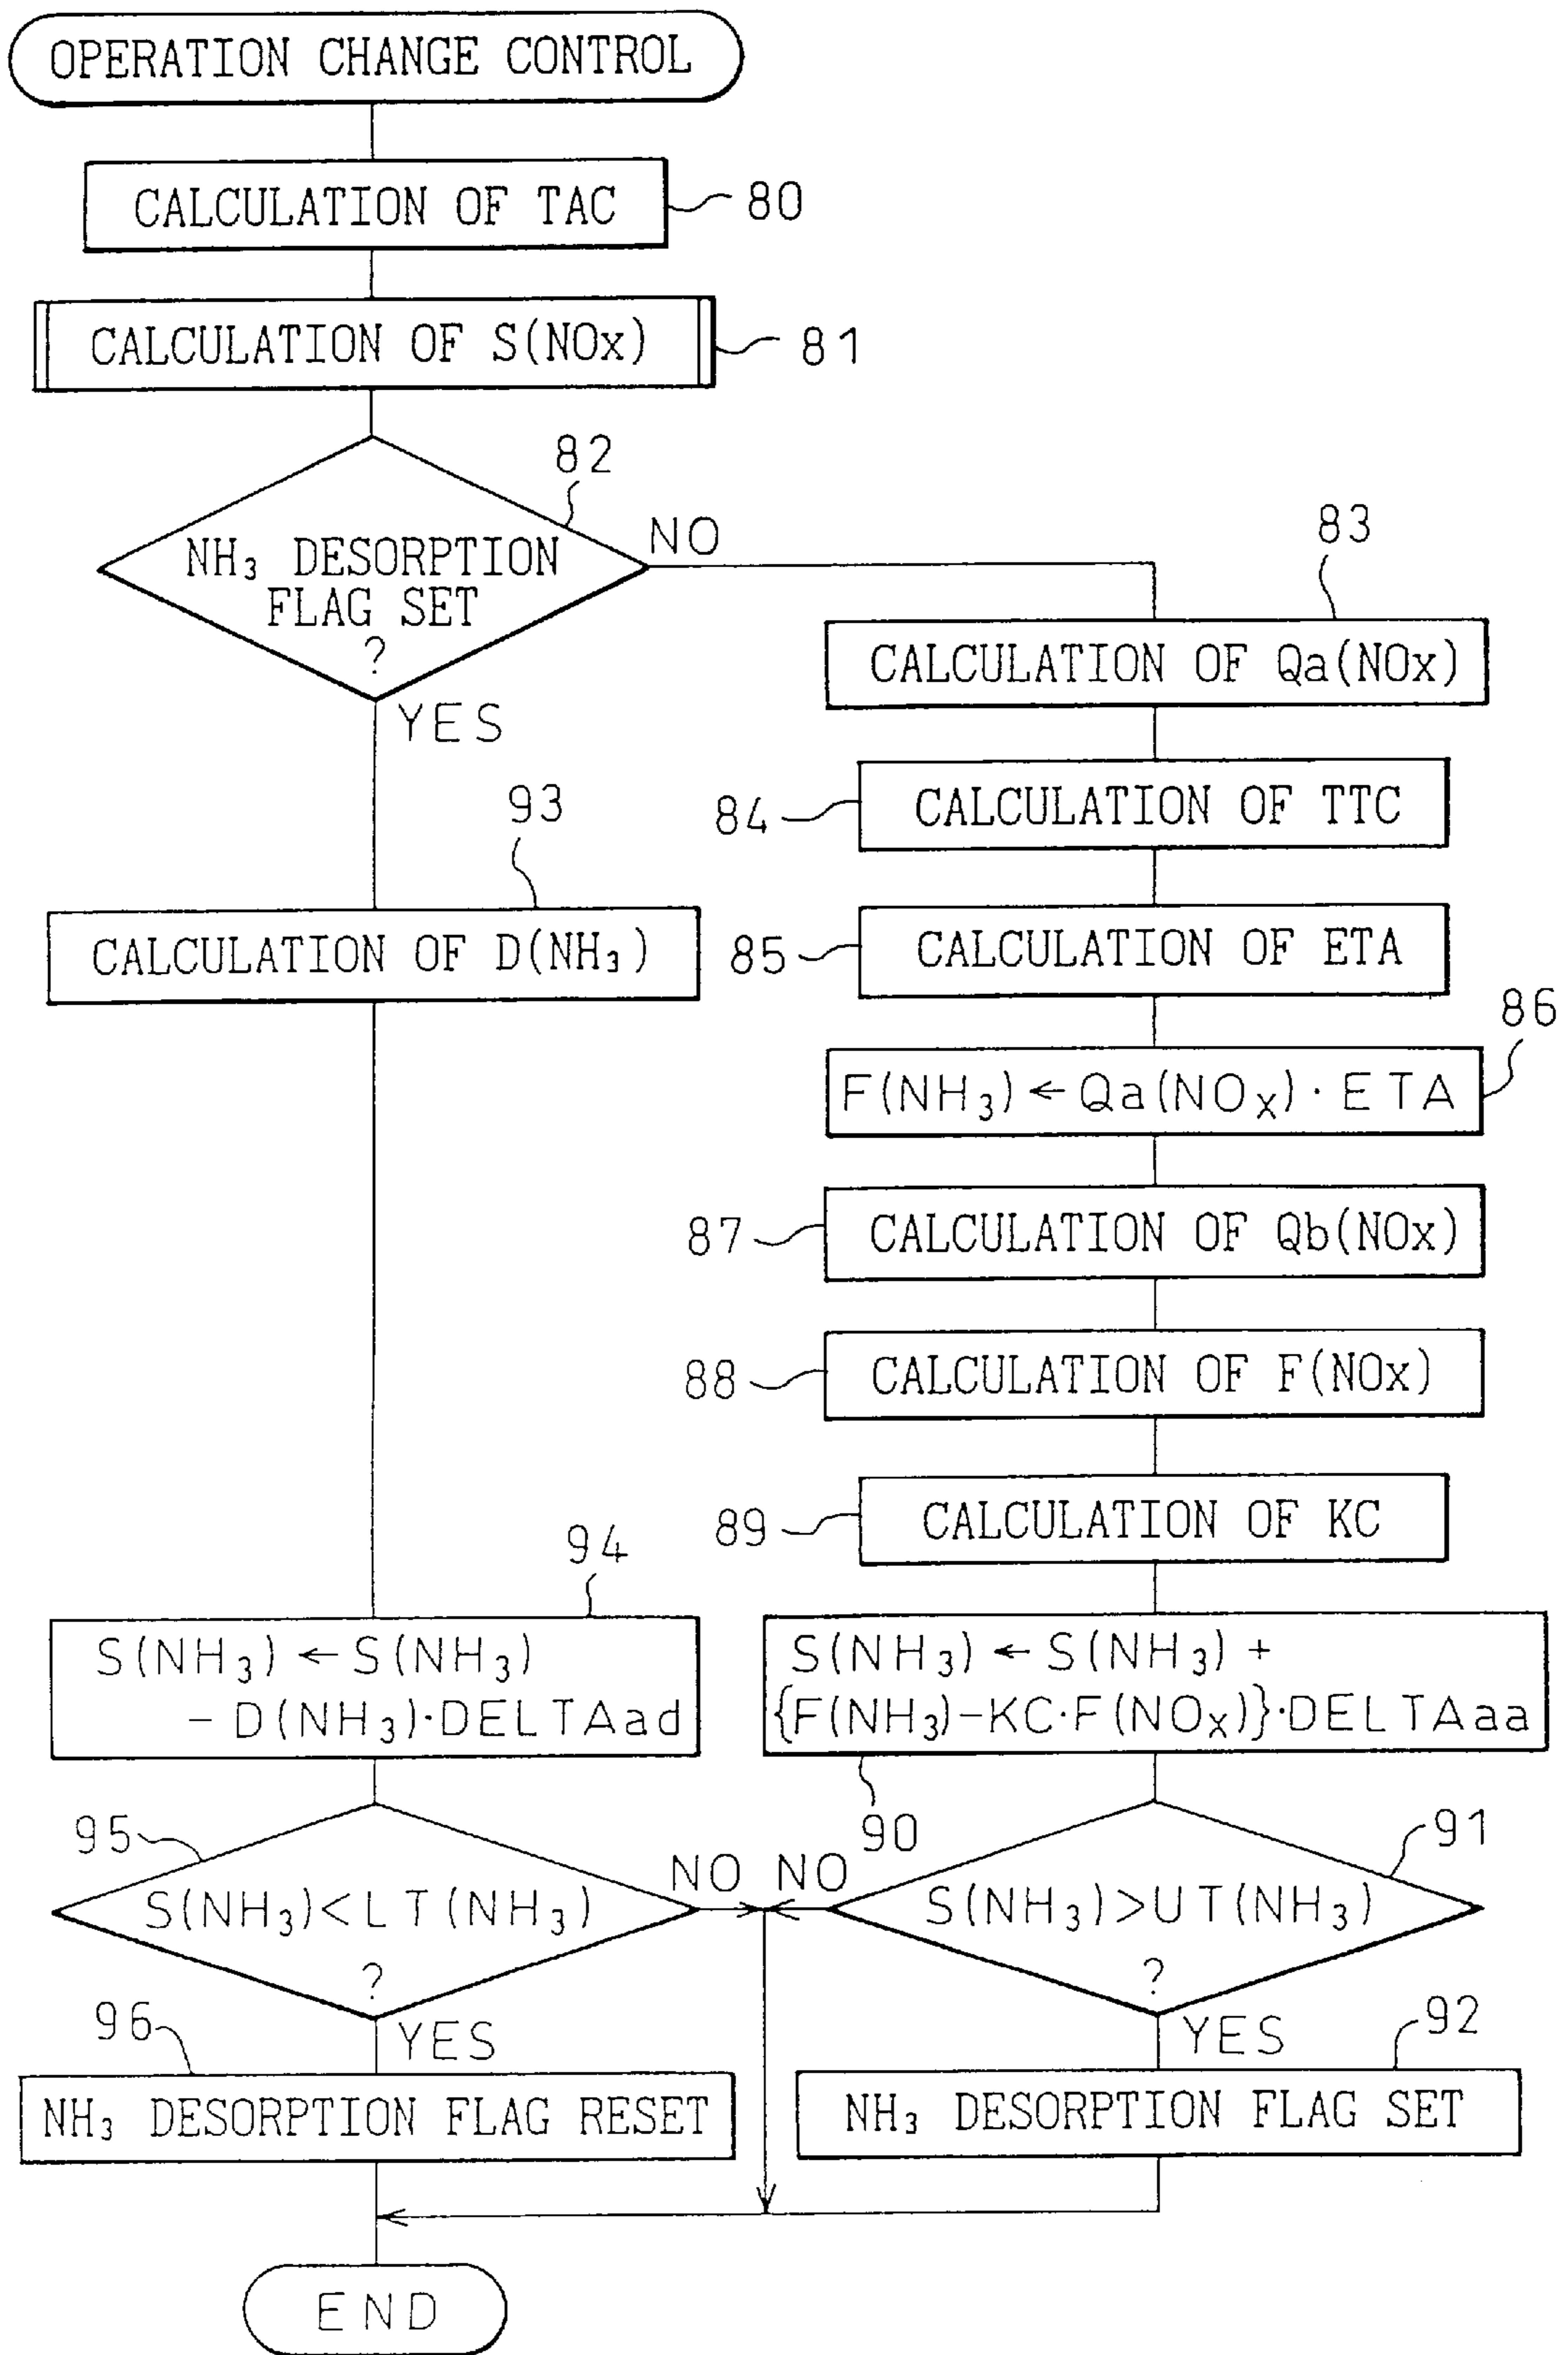 OPERATION CHANGE CONTROL
CALCULATION OF TAC
80
CALCULATION OF S(NOx)
81
82
NH₃ DESORPTION
FLAG SET
?
NO
YES
83
CALCULATION OF Qa(NOx)
84
CALCULATION OF TTC
93
CALCULATION OF D(NH₃)
85
CALCULATION OF ETA
86
F(NH₃)←Qa(NOx)·ETA
87
CALCULATION OF Qb(NOx)
88
CALCULATION OF F(NOx)
89
CALCULATION OF KC
94
S(NH₃)←S(NH₃)
-D(NH₃)·DELTAad
S(NH₃)←S(NH₃)+
{F(NH₃)-KC·F(NOx)}·DELTAaa
90
95
S(NH₃)<LT(NH₃)
?
NO
NO
91
S(NH₃)>UT(NH₃)
?
YES
YES
96
NH₃ DESORPTION FLAG RESET
92
NH₃ DESORPTION FLAG SET
END